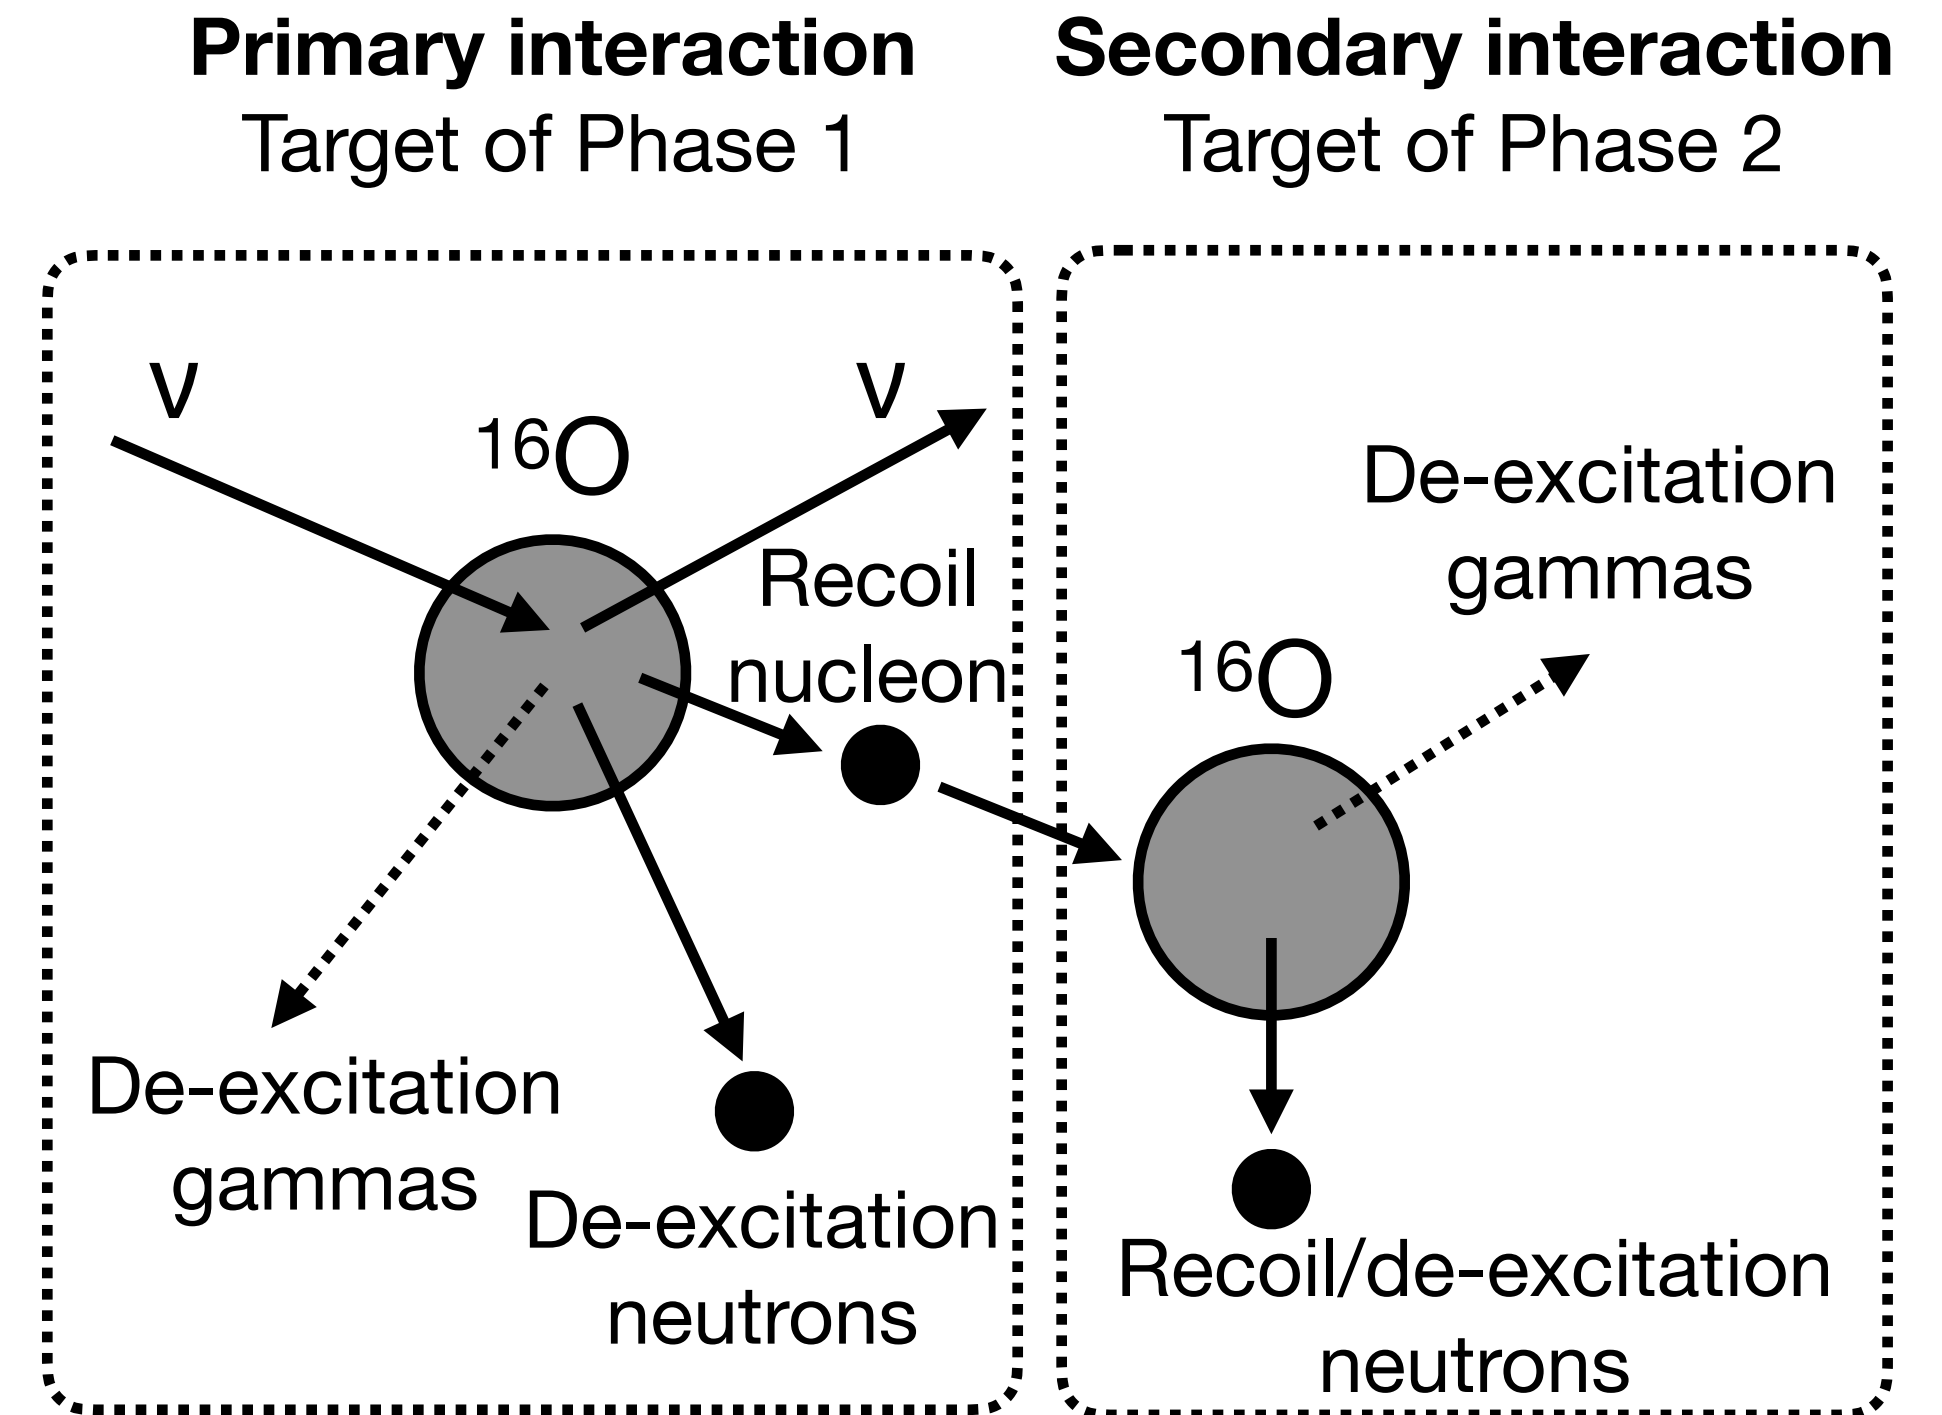 Primary interaction
Target of Phase 1
Secondary interaction
Target of Phase 2
ν
¹⁶O
ν
Recoil
nucleon
De-excitation
gammas
De-excitation
neutrons
¹⁶O
De-excitation
gammas
Recoil/de-excitation
neutrons